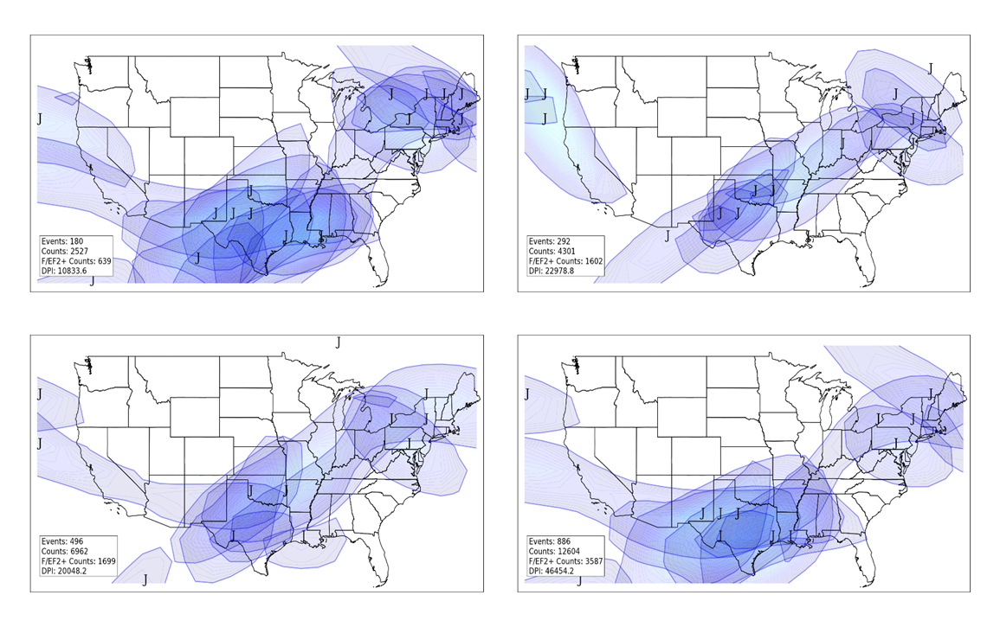 J
J J J
J J J
J
J J J
J J
J
J
Events: 180
Counts: 2527
F/EF2+ Counts: 639
DPI: 10833.6
J
J J J J
J J
J
J J
J J
J
Events: 292
Counts: 4301
F/EF2+ Counts: 1602
DPI: 22978.8
J
J J
J J
J J
J J
J J
J
Events: 496
Counts: 6962
F/EF2+ Counts: 1699
DPI: 20048.2
J
J J
J J
J
J J J
J J J
Events: 886
Counts: 12604
F/EF2+ Counts: 3587
DPI: 46454.2
J